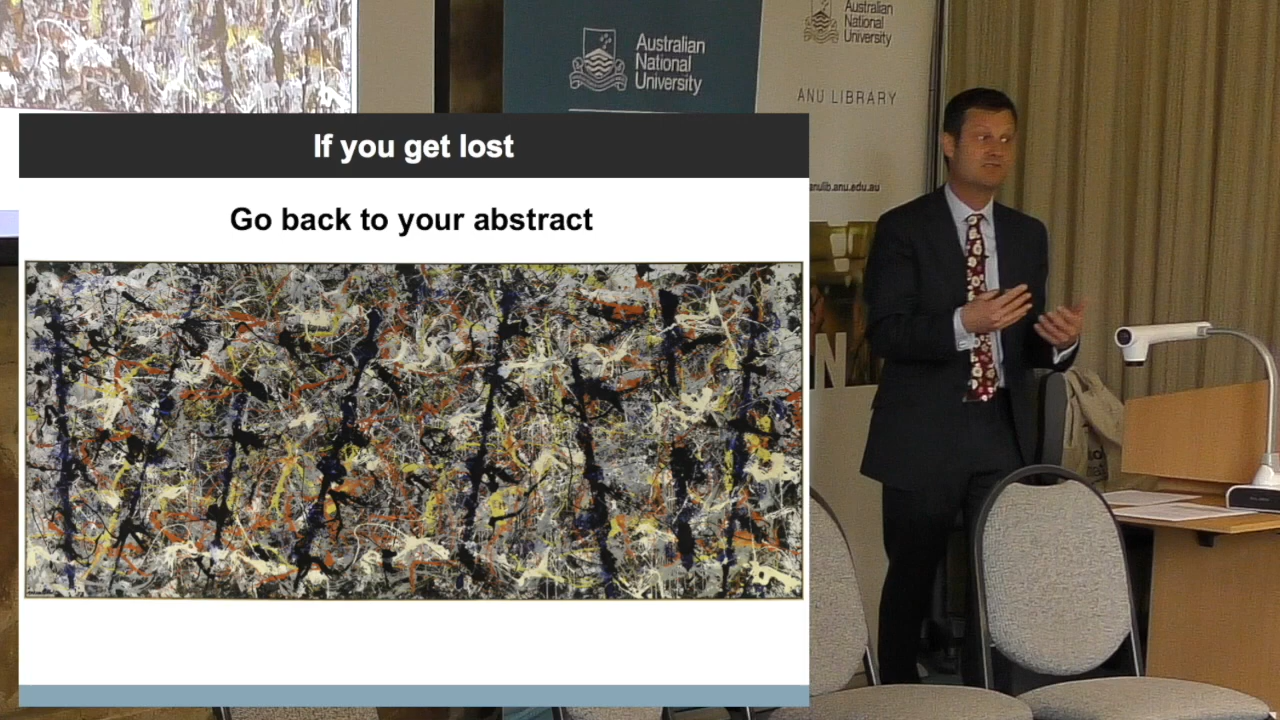 Australian
National
University
Australian
National
University
ANU LIBRARY
anulib.anu.edu.au
If you get lost
Go back to your abstract
N